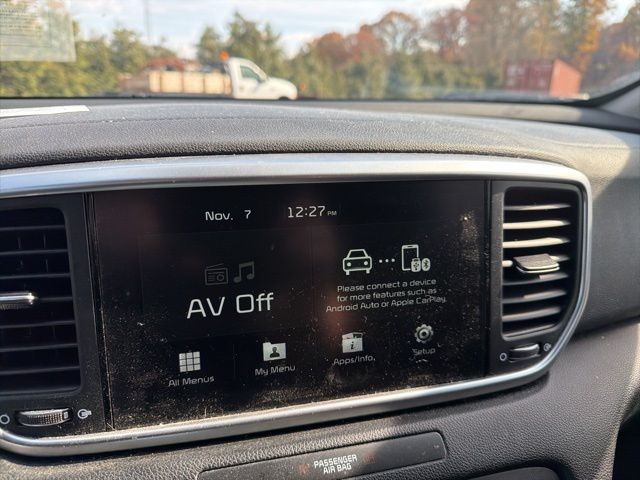 Nov. 7 12:27 PM
AV Off
Please connect a device
for more features such as
Android Auto or Apple CarPlay.
All Menus
My Menu
Apps/Info.
Setup
PASSENGER
AIR BAG